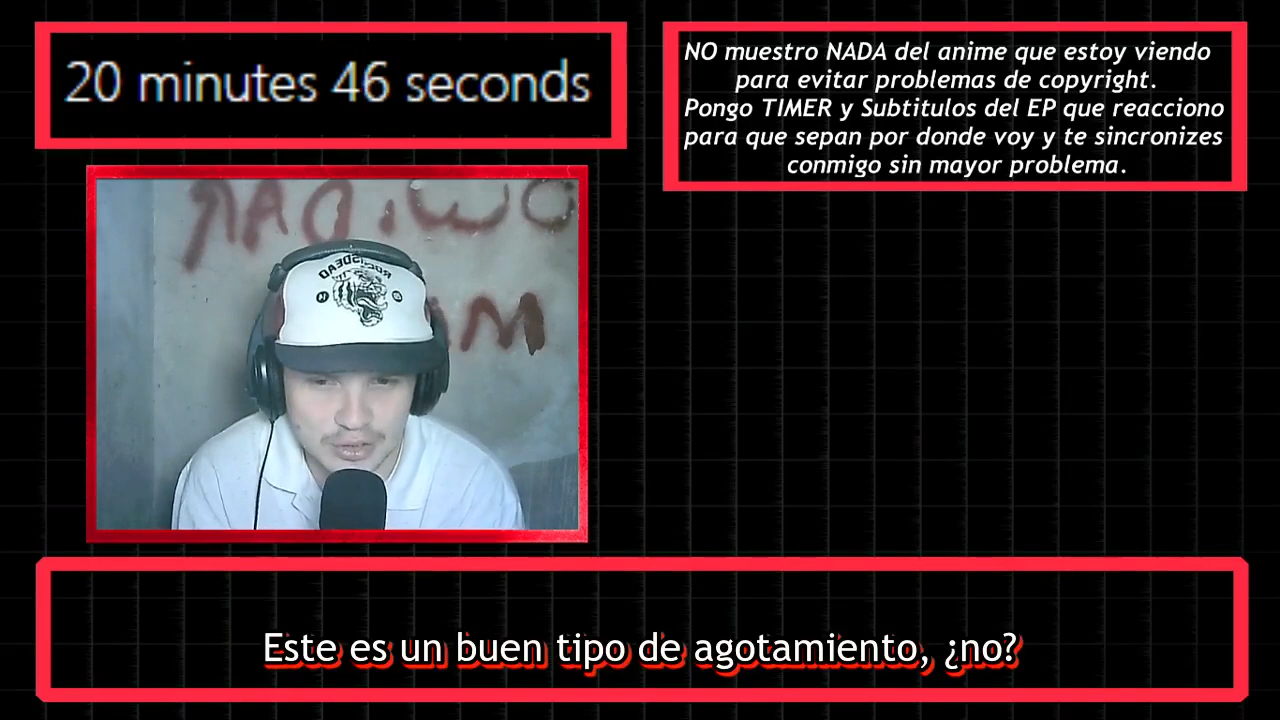 20 minutes 46 seconds
NO muestro NADA del anime que estoy viendo
para evitar problemas de copyright.
Pongo TIMER y Subtitulos del EP que reacciono
para que sepan por donde voy y te sincronizes
conmigo sin mayor problema.
Este es un buen tipo de agotamiento, ¿no?